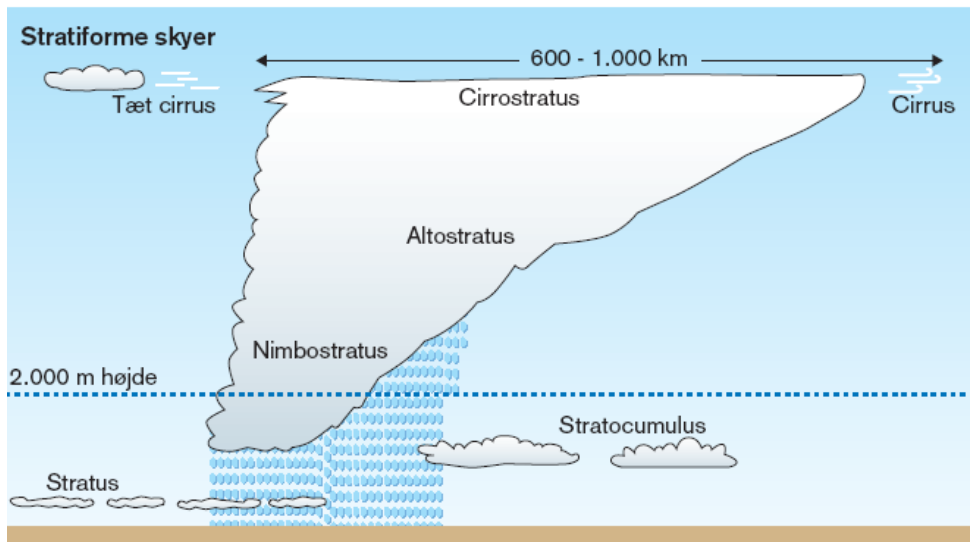 Stratiforme skyer
600 - 1.000 km
Tæt cirrus
Cirrostratus
Cirrus
Altostratus
Nimbostratus
2.000 m højde
Stratocumulus
Stratus